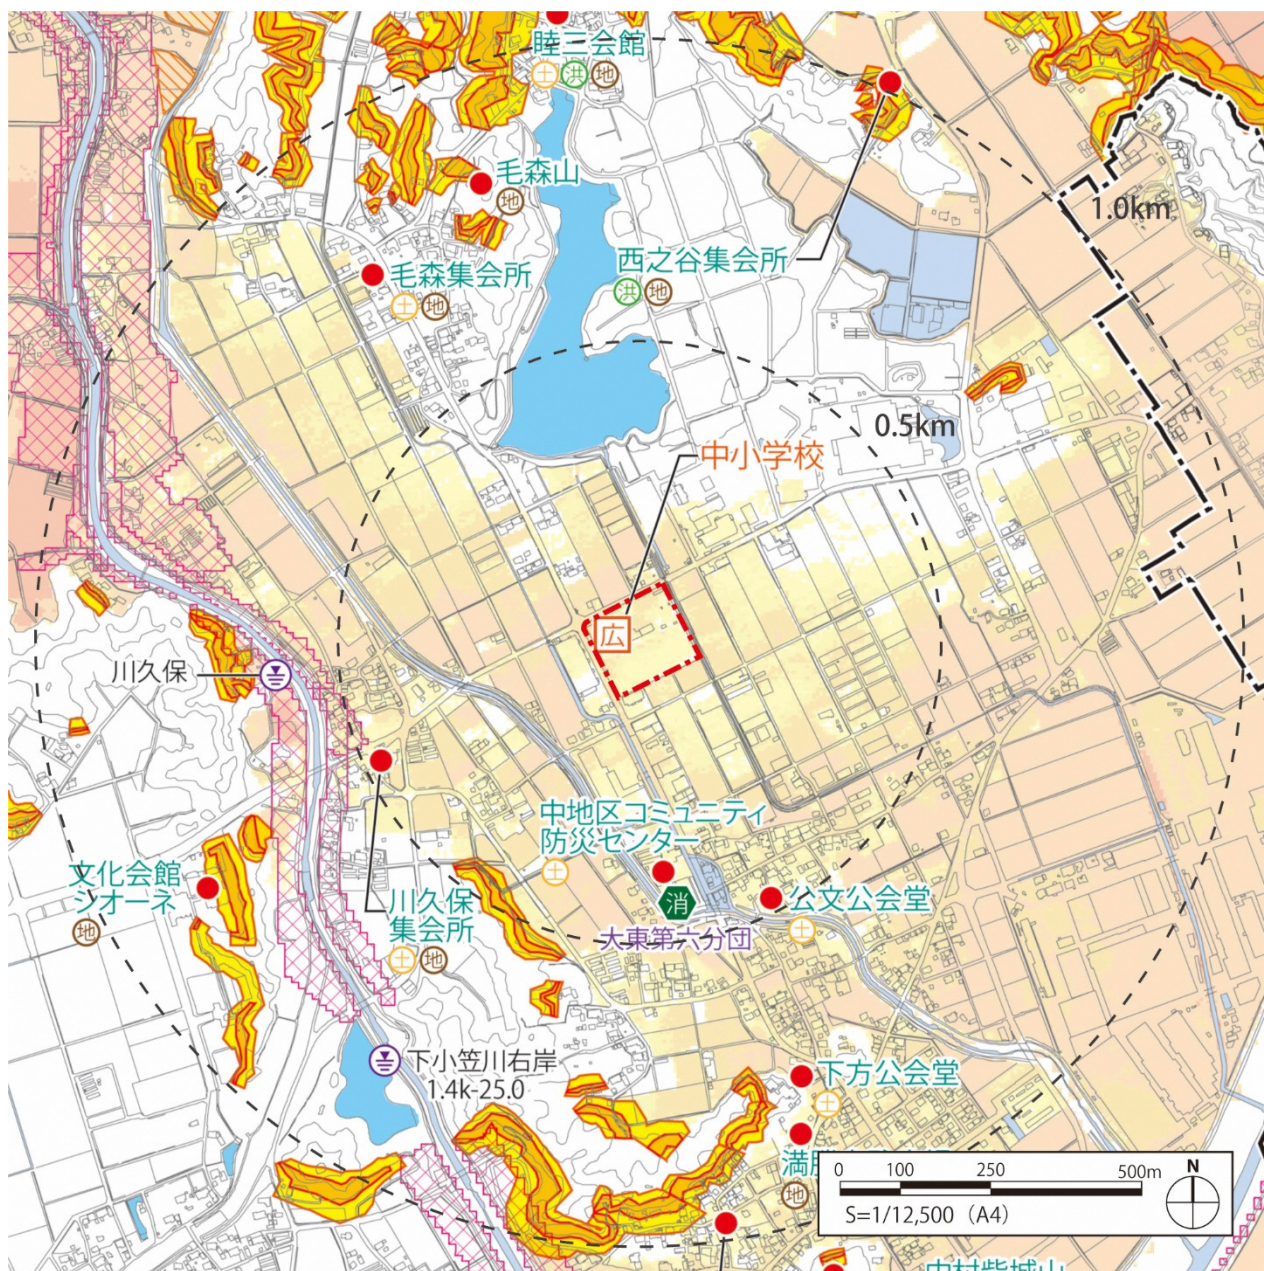 睦三会館
土 洪 地
毛森山
地
1.0km
西之谷集会所
洪 地
毛森集会所
土 地
0.5km
中小学校
広
川久保
中地区コミュニティ
防災センター
土
文化会館
シオーネ
地
川久保
集会所
土 地
消
大東第六分団
公文公会堂
土
下小笠川右岸
1.4k-25.0
下方公会堂
土
地
0 100 250 500m
S=1/12,500（A4）
N